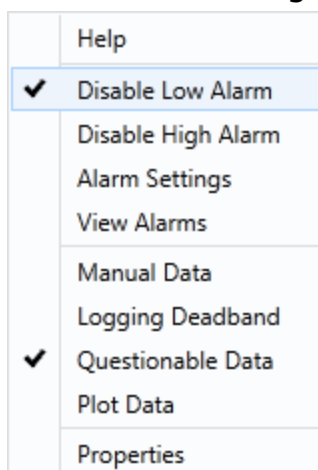 Help
Disable Low Alarm
Disable High Alarm
Alarm Settings
View Alarms
Manual Data
Logging Deadband
Questionable Data
Plot Data
Properties